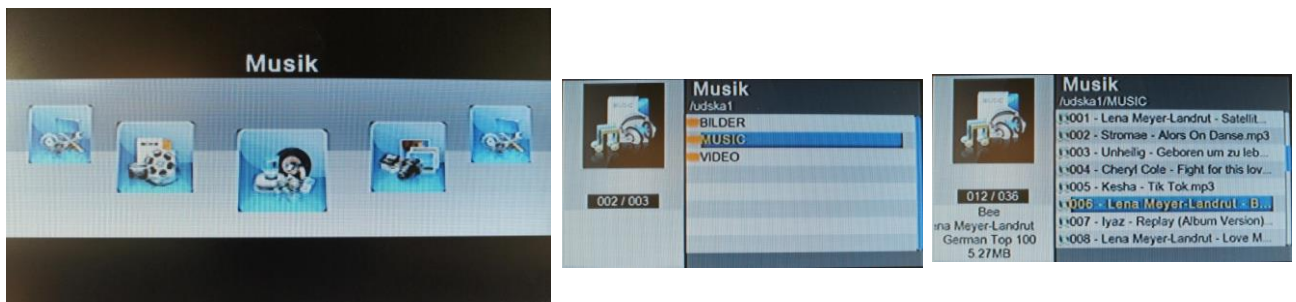 Musik
MUSIC
002 / 003
Musik
/udska1
BILDER
MUSIC
VIDEO
MUSIC
012 / 036
Bee
ena Meyer-Landrut
German Top 100
5.27MB
Musik
/udska1/MUSIC
001 - Lena Meyer-Landrut - Satellit...
002 - Stromae - Alors On Danse.mp3
003 - Unheilig - Geboren um zu leb...
004 - Cheryl Cole - Fight for this lov...
005 - Kesha - Tik Tok.mp3
006 - Lena Meyer-Landrut - B...
007 - Iyaz - Replay (Album Version)...
008 - Lena Meyer-Landrut - Love M...